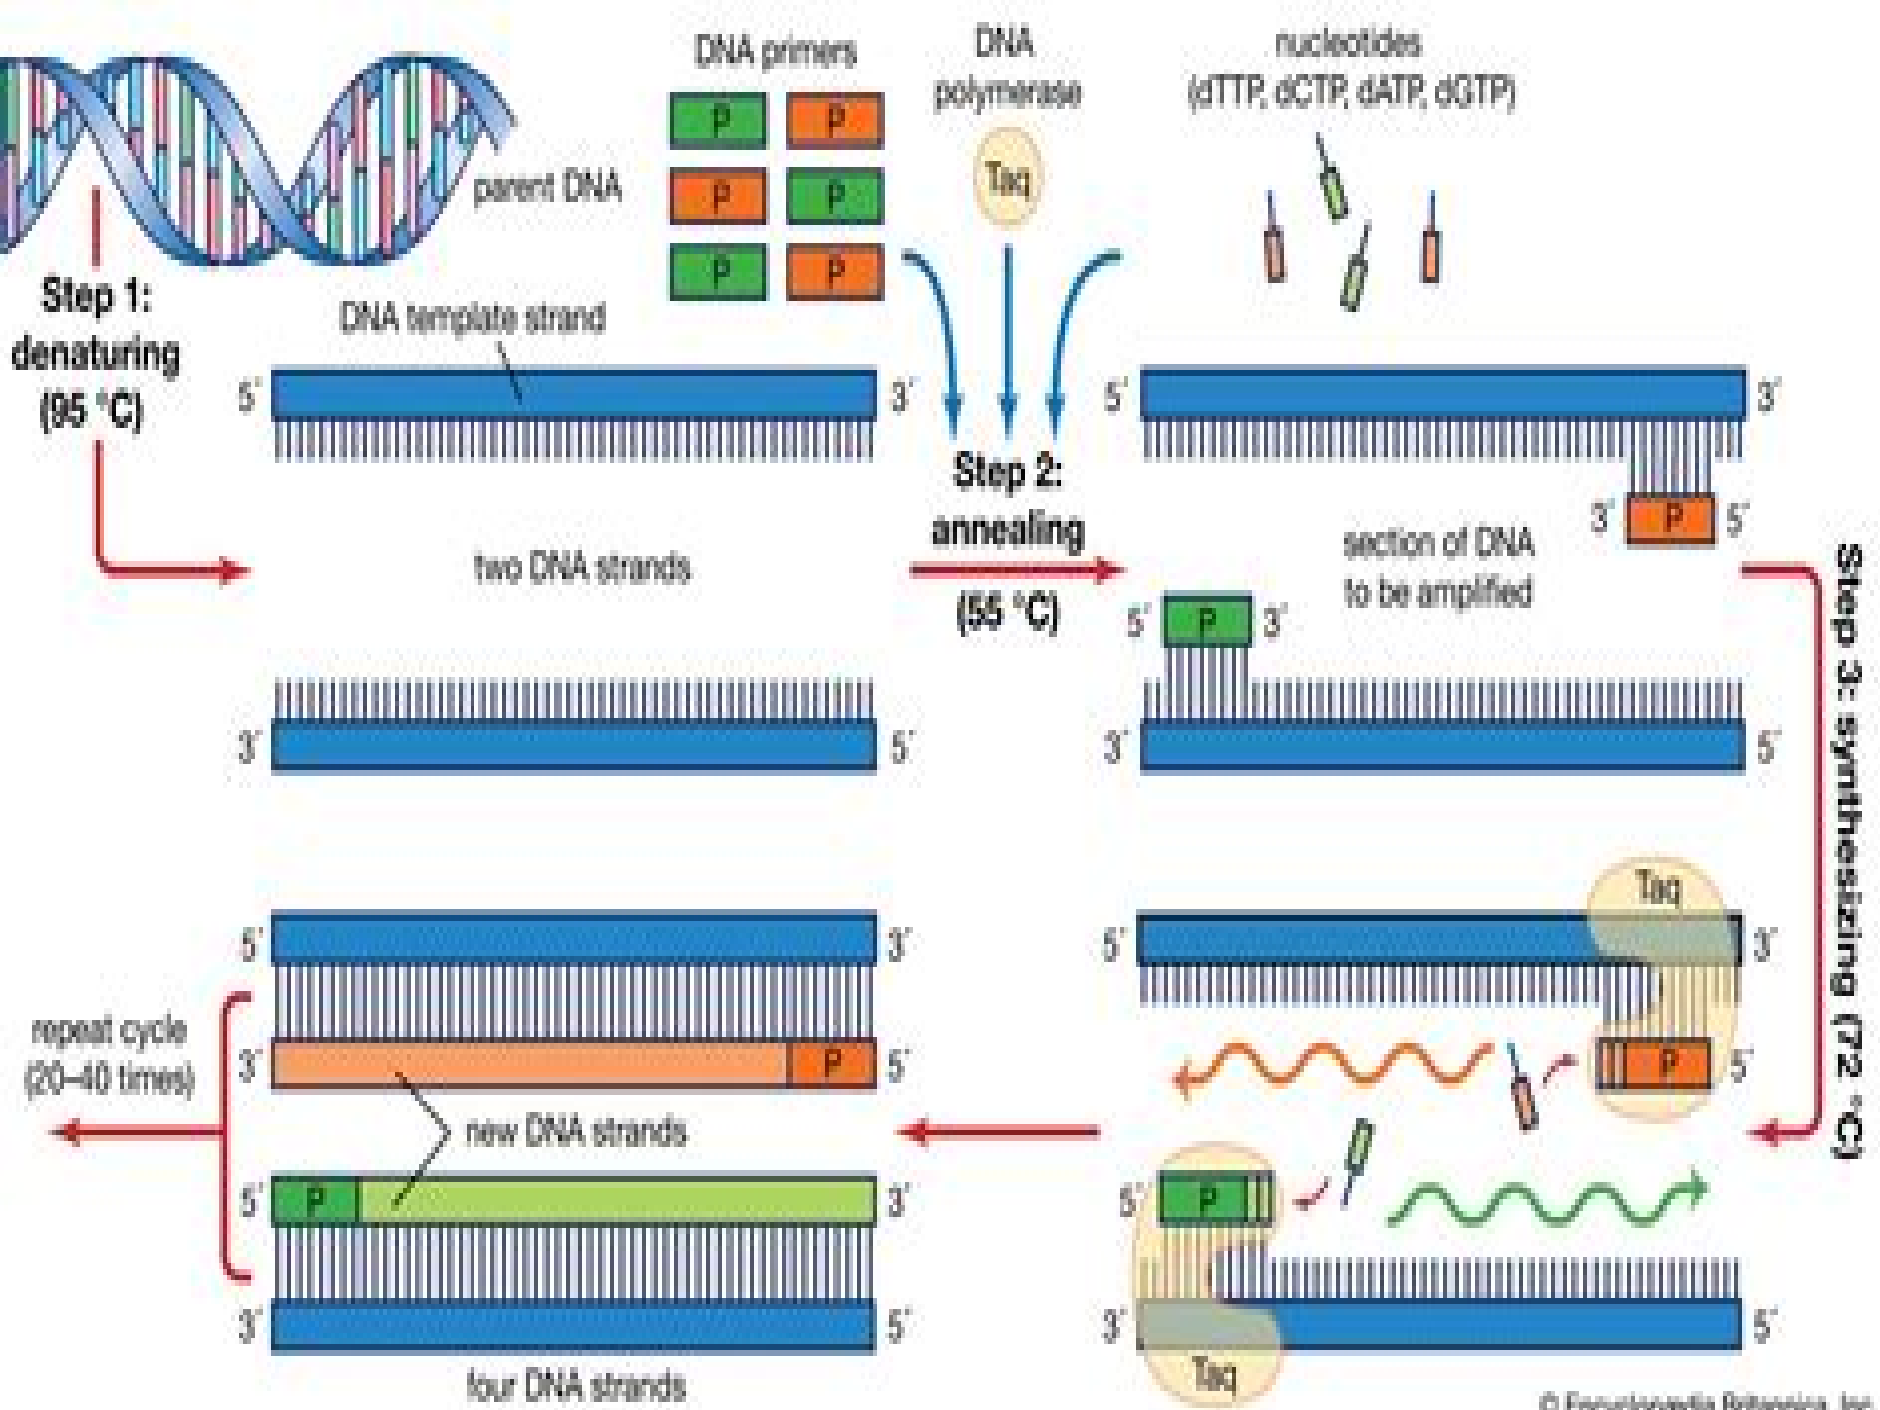 DNA primers
P P
P P
P P
DNA
polymerase
Taq
nucleotides
(dTTP, dCTP, dATP, dGTP)
parent DNA
Step 1:
denaturing
(95 °C)
DNA template strand
5′ 3′
two DNA strands
3′ 5′
Step 2:
annealing
(55 °C)
5′ 3′
3′ P 5′
section of DNA
to be amplified
5′ P 3′
3′ 5′
Step 3: synthesizing (72 °C)
Taq
5′ 3′
P 5′
5′ P
3′ 5′
Taq
5′ 3′
3′ P 5′
new DNA strands
5′ P 3′
3′ 5′
four DNA strands
repeat cycle
(20–40 times)
© Encyclopædia Britannica, Inc.